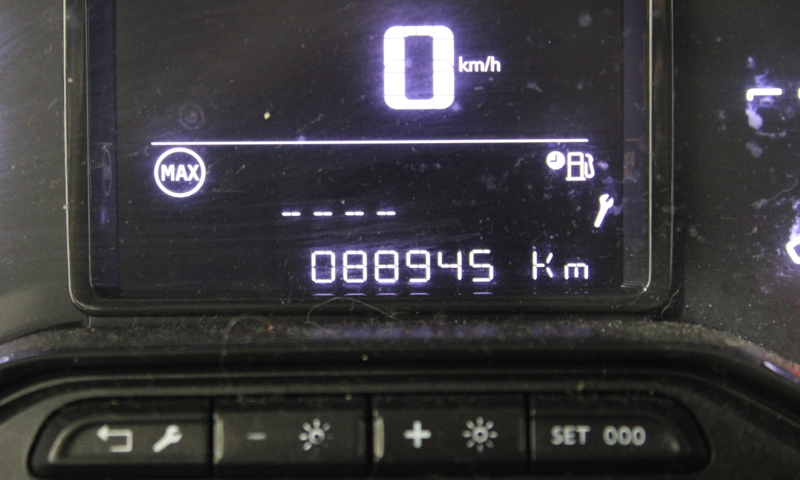 0 km/h
MAX
----
088945 Km
- + SET 000